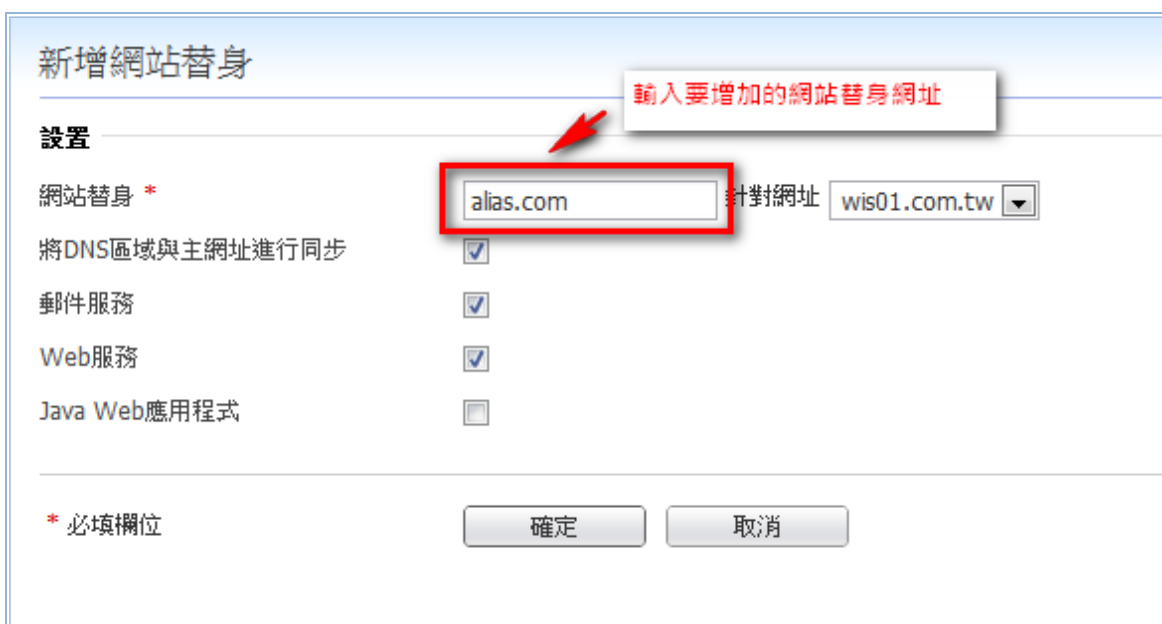 新增網站替身
輸入要增加的網站替身網址
設置
網站替身 * alias.com 針對網址 wis01.com.tw
將DNS區域與主網址進行同步
郵件服務
Web服務
Java Web應用程式
* 必填欄位 確定 取消